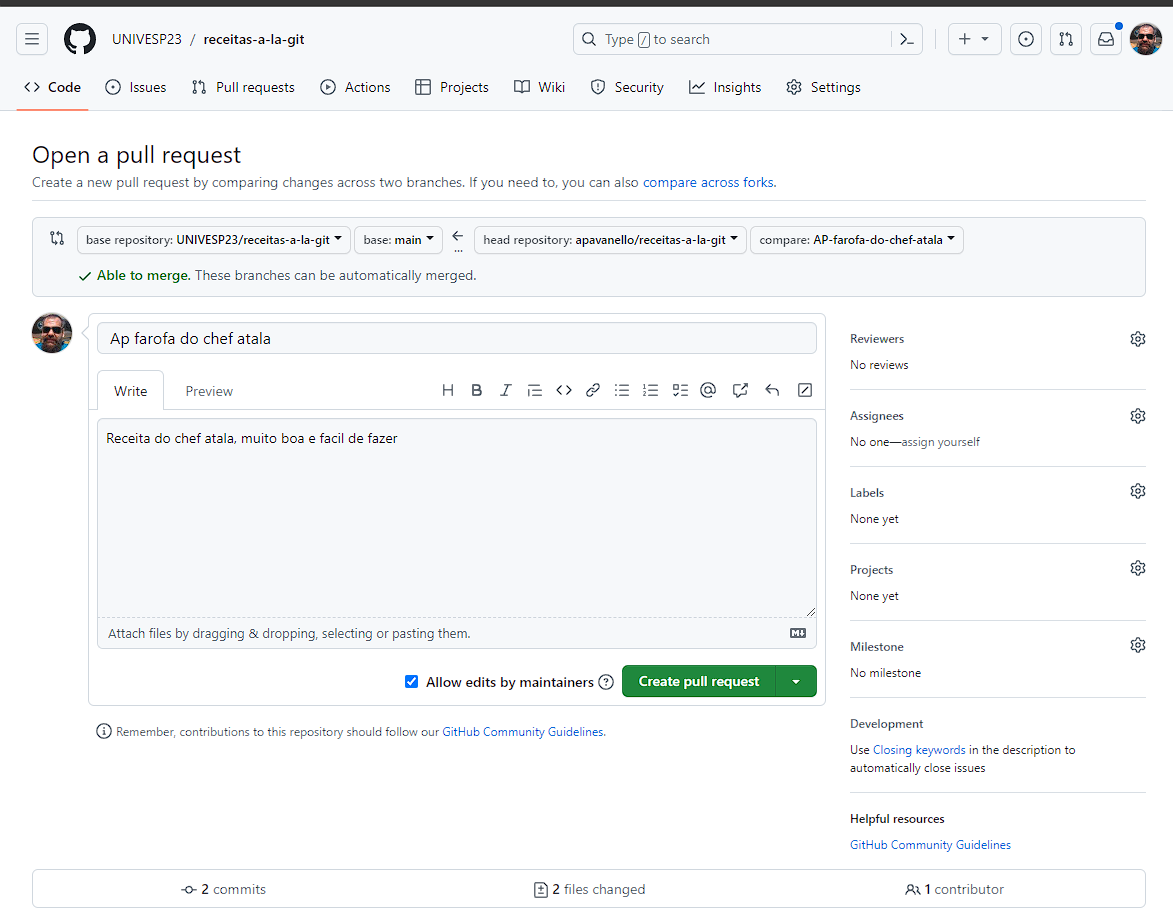 UNIVESP23 / receitas-a-la-git
Type / to search
Code Issues Pull requests Actions Projects Wiki Security Insights Settings
Open a pull request
Create a new pull request by comparing changes across two branches. If you need to, you can also compare across forks.
base repository: UNIVESP23/receitas-a-la-git base: main head repository: apavanello/receitas-a-la-git compare: AP-farofa-do-chef-atala
Able to merge. These branches can be automatically merged.
Ap farofa do chef atala
Write Preview
Receita do chef atala, muito boa e facil de fazer
Attach files by dragging & dropping, selecting or pasting them.
Allow edits by maintainers Create pull request
Remember, contributions to this repository should follow our GitHub Community Guidelines.
Reviewers
No reviews
Assignees
No one—assign yourself
Labels
None yet
Projects
None yet
Milestone
No milestone
Development
Use Closing keywords in the description to
automatically close issues
Helpful resources
GitHub Community Guidelines
2 commits 2 files changed 1 contributor